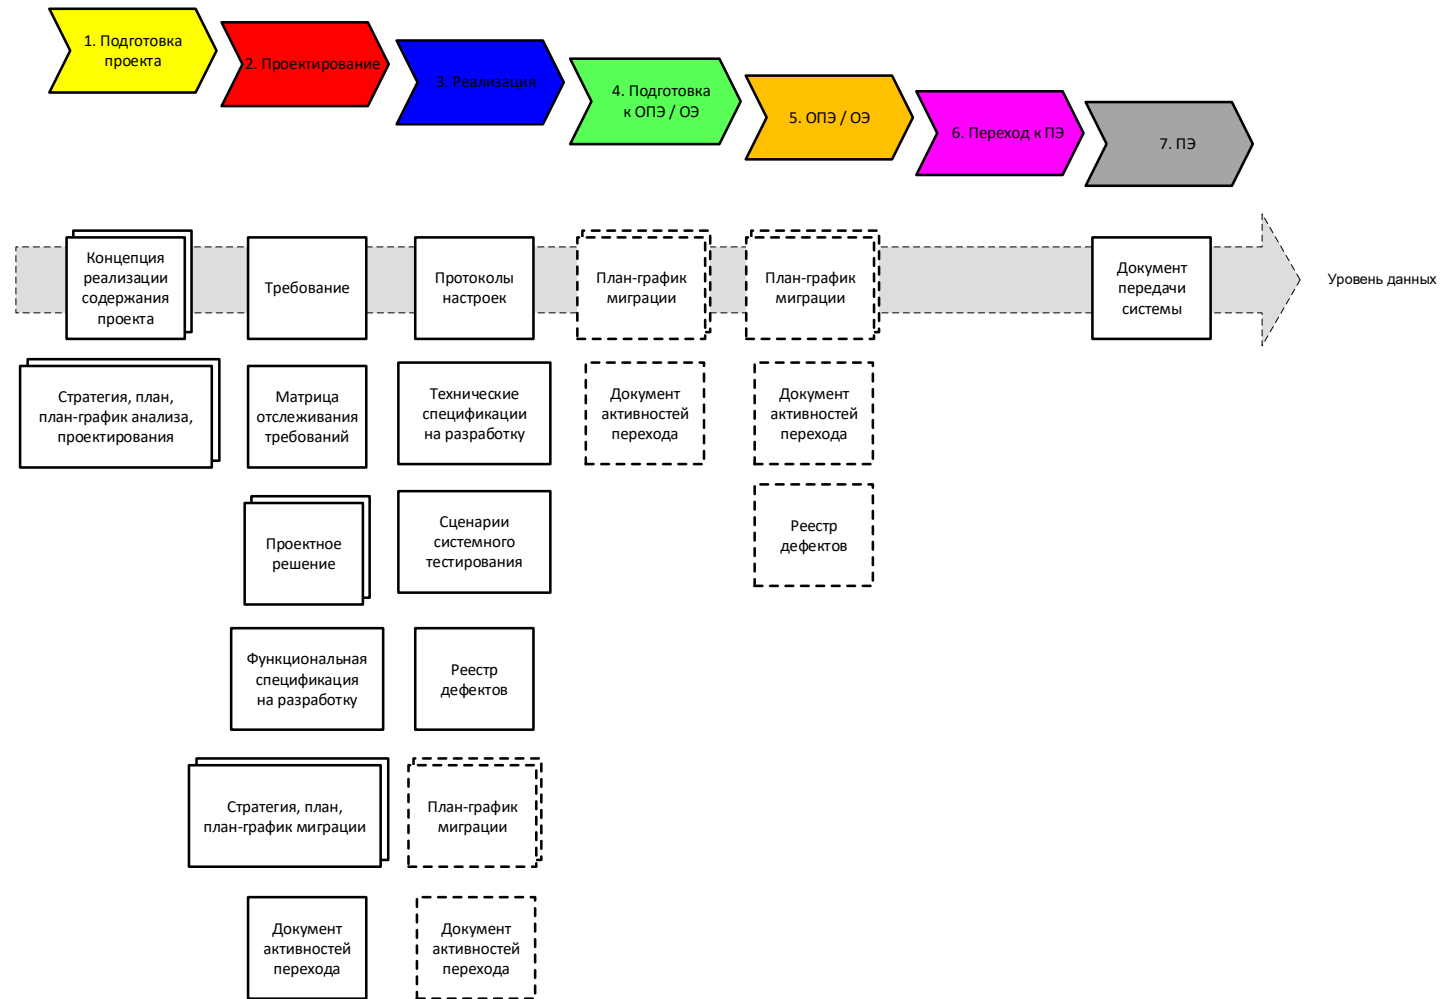 1. Подготовка
проекта
2. Проектирование
3. Реализация
4. Подготовка
к ОПЭ / ОЭ
5. ОПЭ / ОЭ
6. Переход к ПЭ
7. ПЭ
Концепция
реализации
содержания
проекта
Требование
Протоколы
настроек
План-график
миграции
План-график
миграции
Документ
передачи
системы
Уровень данных
Стратегия, план,
план-график анализа,
проектирования
Матрица
отслеживания
требований
Технические
спецификации
на разработку
Документ
активностей
перехода
Документ
активностей
перехода
Проектное
решение
Сценарии
системного
тестирования
Реестр
дефектов
Функциональная
спецификация
на разработку
Реестр
дефектов
Стратегия, план,
план-график миграции
План-график
миграции
Документ
активностей
перехода
Документ
активностей
перехода